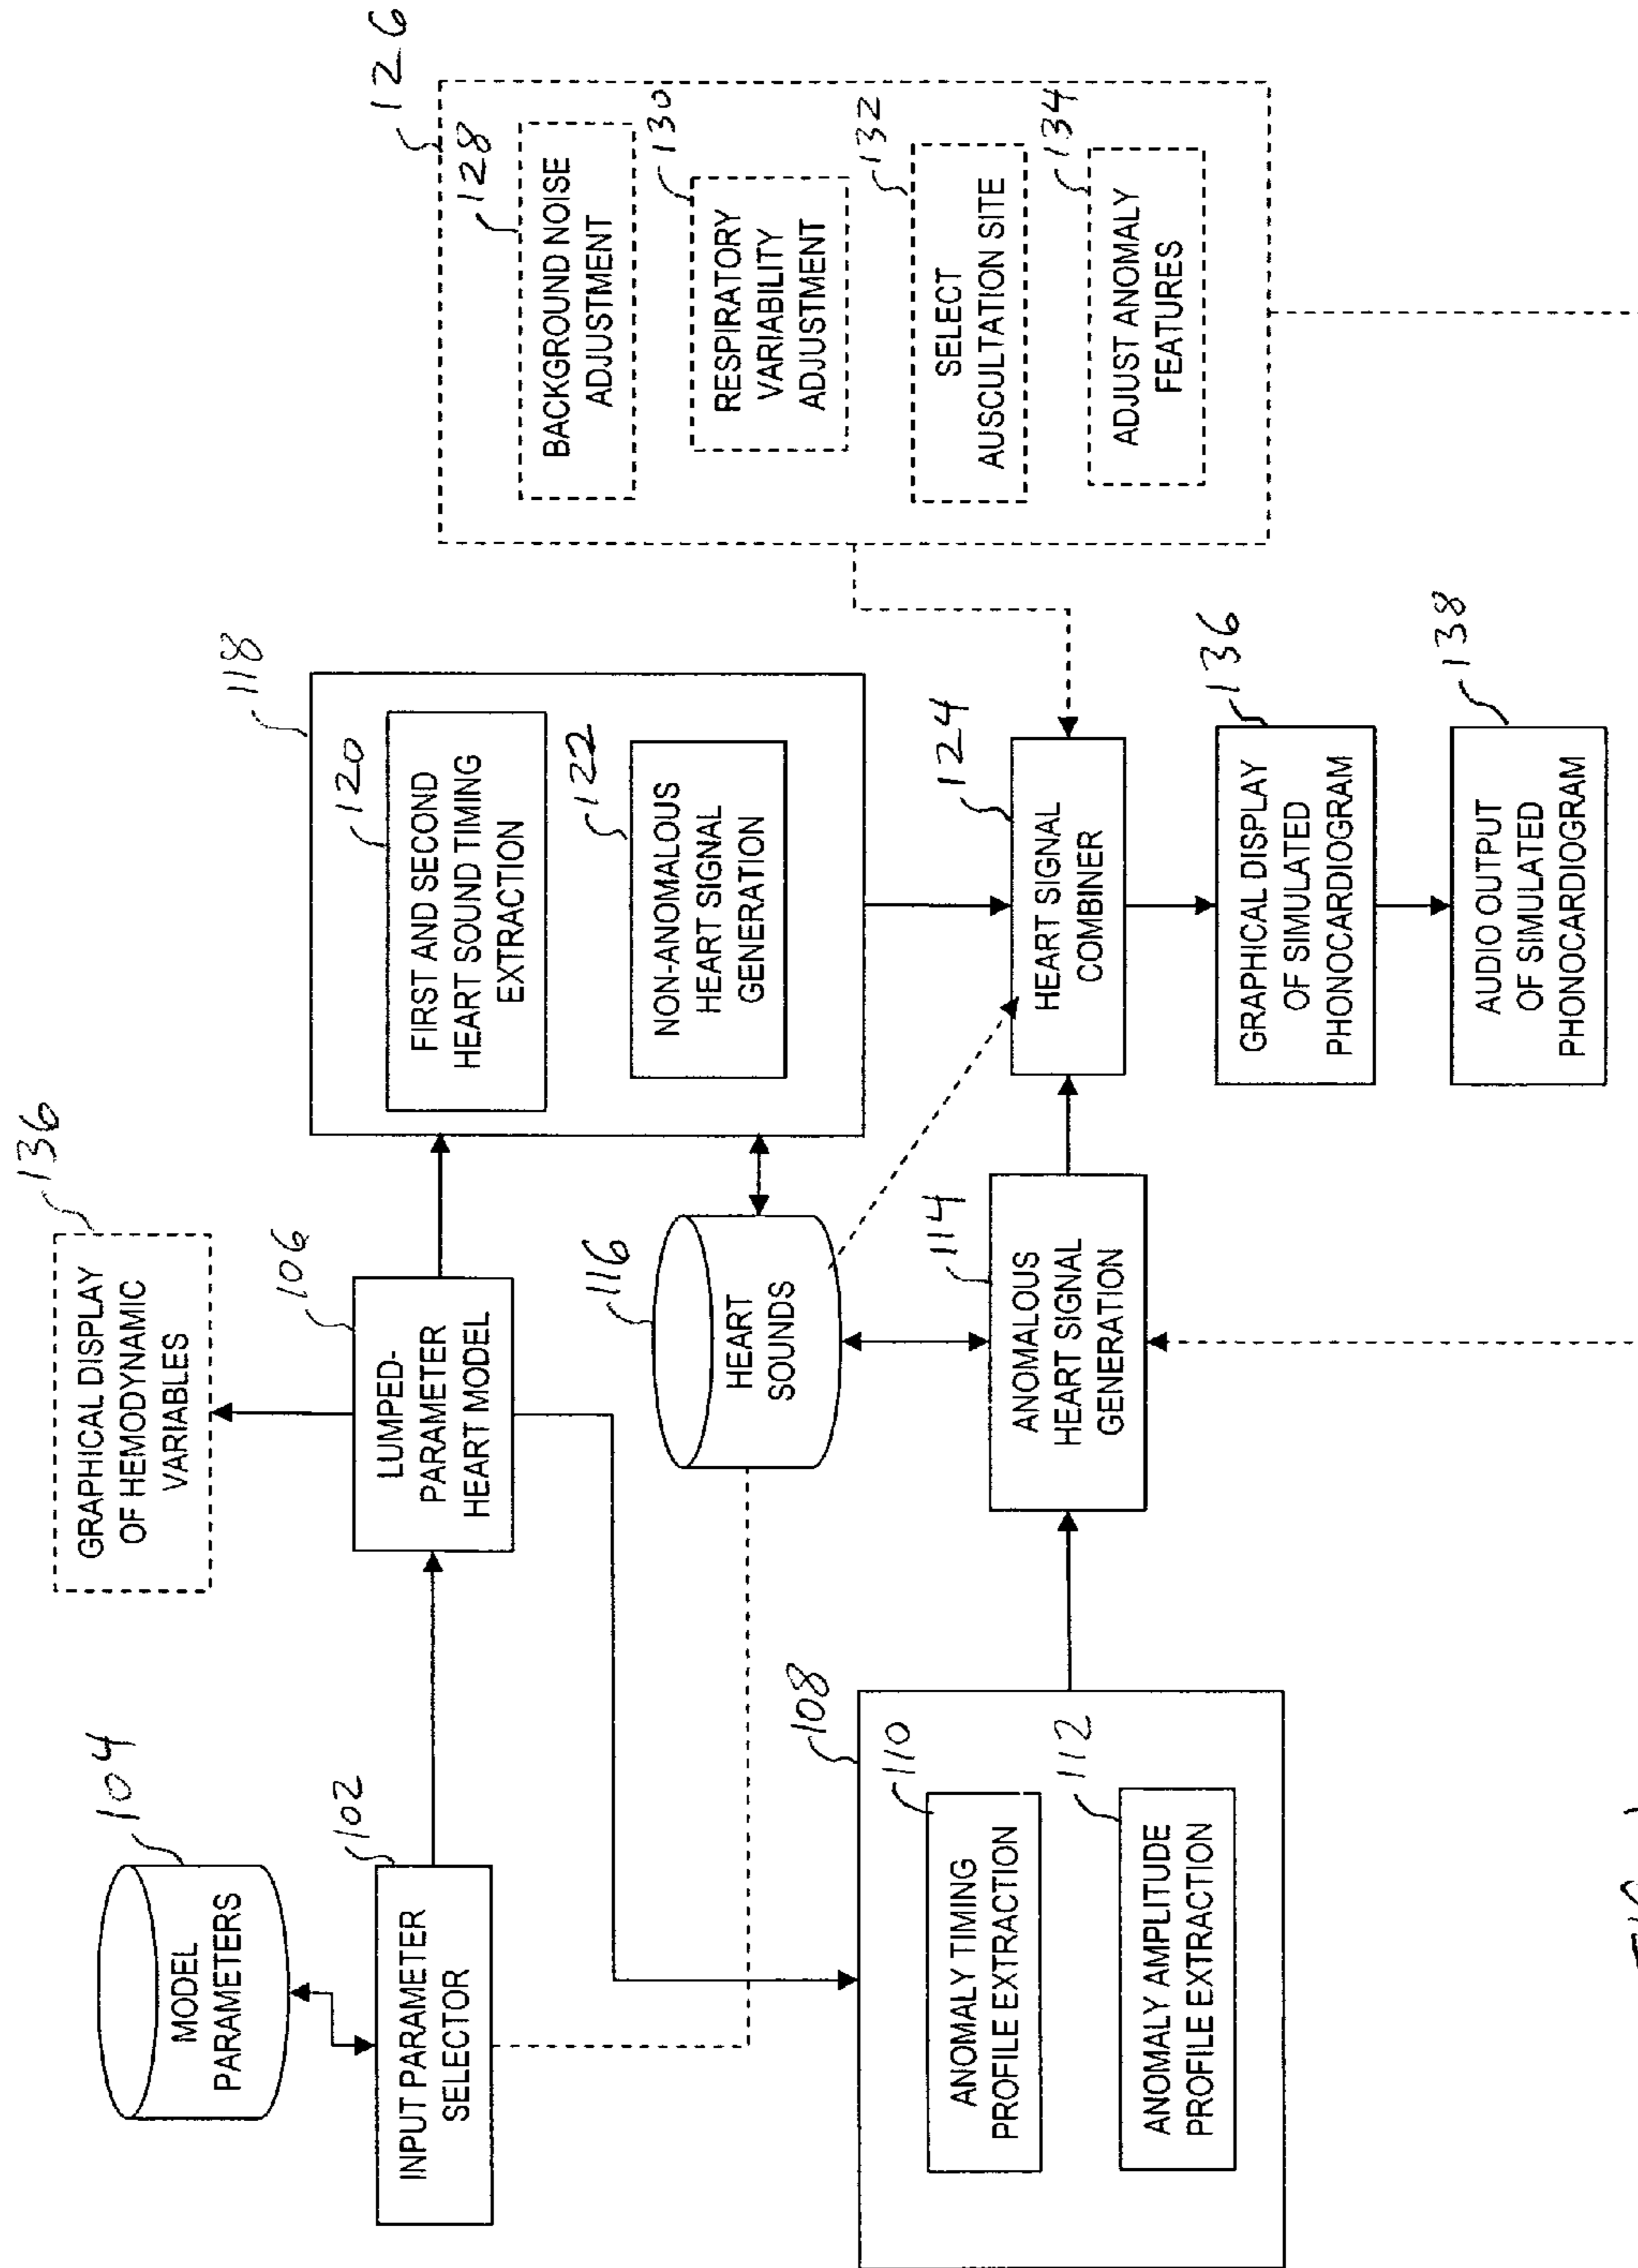 104
MODEL
PARAMETERS
102
INPUT PARAMETER
SELECTOR
136
GRAPHICAL DISPLAY
OF HEMODYNAMIC
VARIABLES
106
LUMPED-
PARAMETER
HEART MODEL
118
120
FIRST AND SECOND
HEART SOUND TIMING
EXTRACTION
122
NON-ANOMALOUS
HEART SIGNAL
GENERATION
116
HEART
SOUNDS
108
110
ANOMALY TIMING
PROFILE EXTRACTION
112
ANOMALY AMPLITUDE
PROFILE EXTRACTION
114
ANOMALOUS
HEART SIGNAL
GENERATION
124
HEART SIGNAL
COMBINER
126
128
BACKGROUND NOISE
ADJUSTMENT
130
RESPIRATORY
VARIABILITY
ADJUSTMENT
132
SELECT
AUSCULTATION SITE
134
ADJUST ANOMALY
FEATURES
136
GRAPHICAL DISPLAY
OF SIMULATED
PHONOCARDIOGRAM
138
AUDIO OUTPUT
OF SIMULATED
PHONOCARDIOGRAM